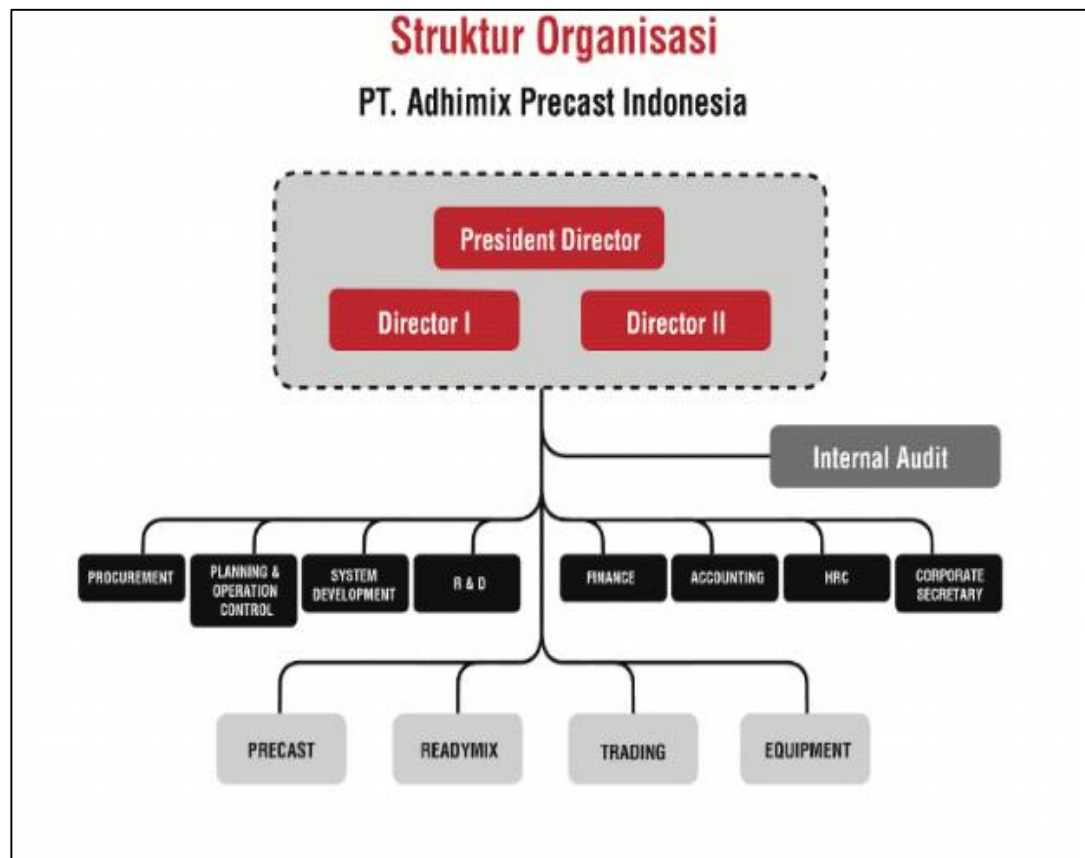 Struktur Organisasi
PT. Adhimix Precast Indonesia
President Director
Director I
Director II
Internal Audit
PROCUREMENT
PLANNING &
OPERATION
CONTROL
SYSTEM
DEVELOPMENT
R & D
FINANCE
ACCOUNTING
HRC
CORPORATE
SECRETARY
PRECAST
READYMIX
TRADING
EQUIPMENT